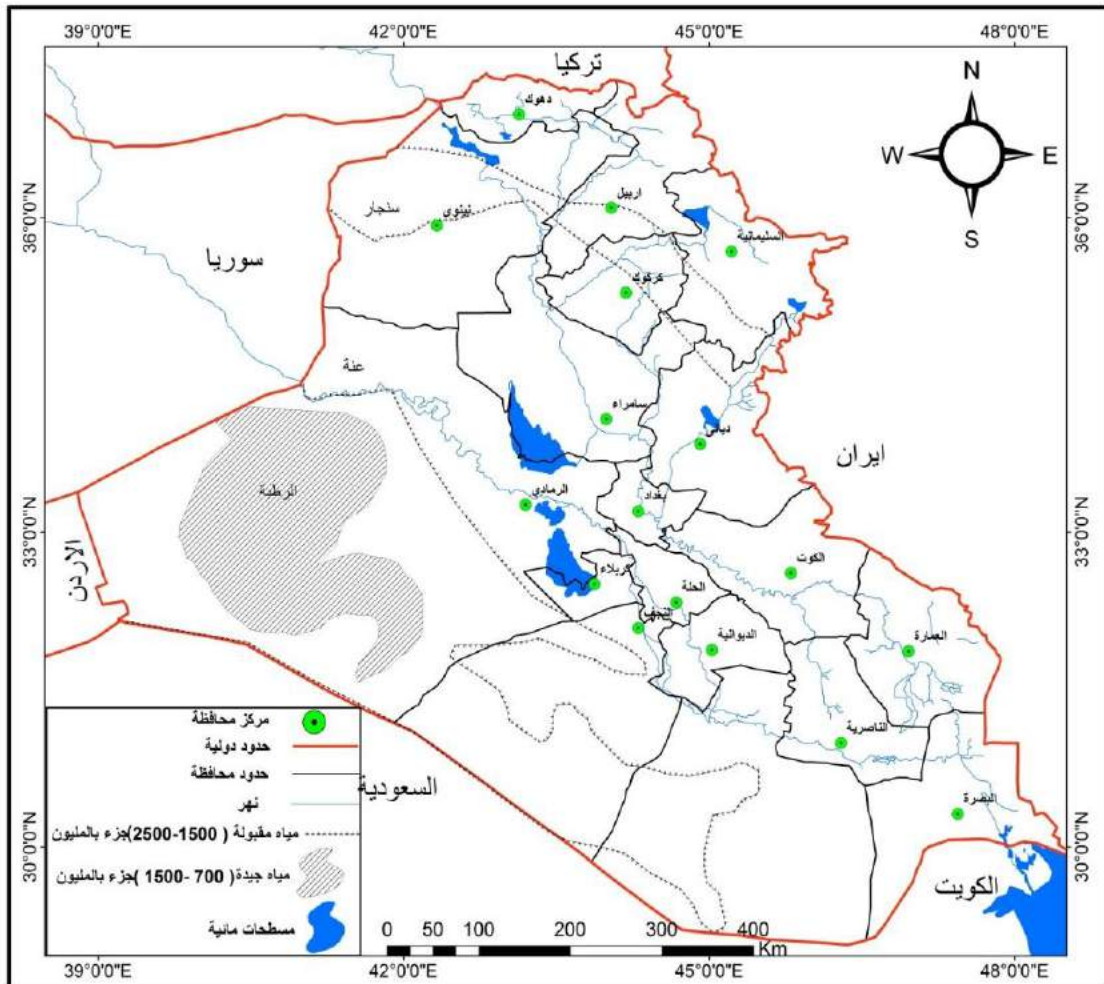 39°0'0"E 42°0'0"E 45°0'0"E 48°0'0"E
تركيا
N
W E
S
36°0'0"N
33°0'0"N
30°0'0"N
36°0'0"N
33°0'0"N
30°0'0"N
دهوك
سنجار
نينوى
اربيل
السليمانية
كركوك
سوريا
عنة
سامراء
ديالى
ايران
الرطبة
الرمادي
بغداد
الاردن
كربلاء
الحلة
الكوت
النجف
الديوانية
العمارة
الناصرية
البصرة
السعودية
الكويت
مركز محافظة
حدود دولية
حدود محافظة
نهر
مياه مقبولة ( 1500-2500)جزء بالمليون
مياه جيدة( 700 -1500 )جزء بالمليون
مسطحات مائية
0 50 100 200 300 400
Km
39°0'0"E 42°0'0"E 45°0'0"E 48°0'0"E